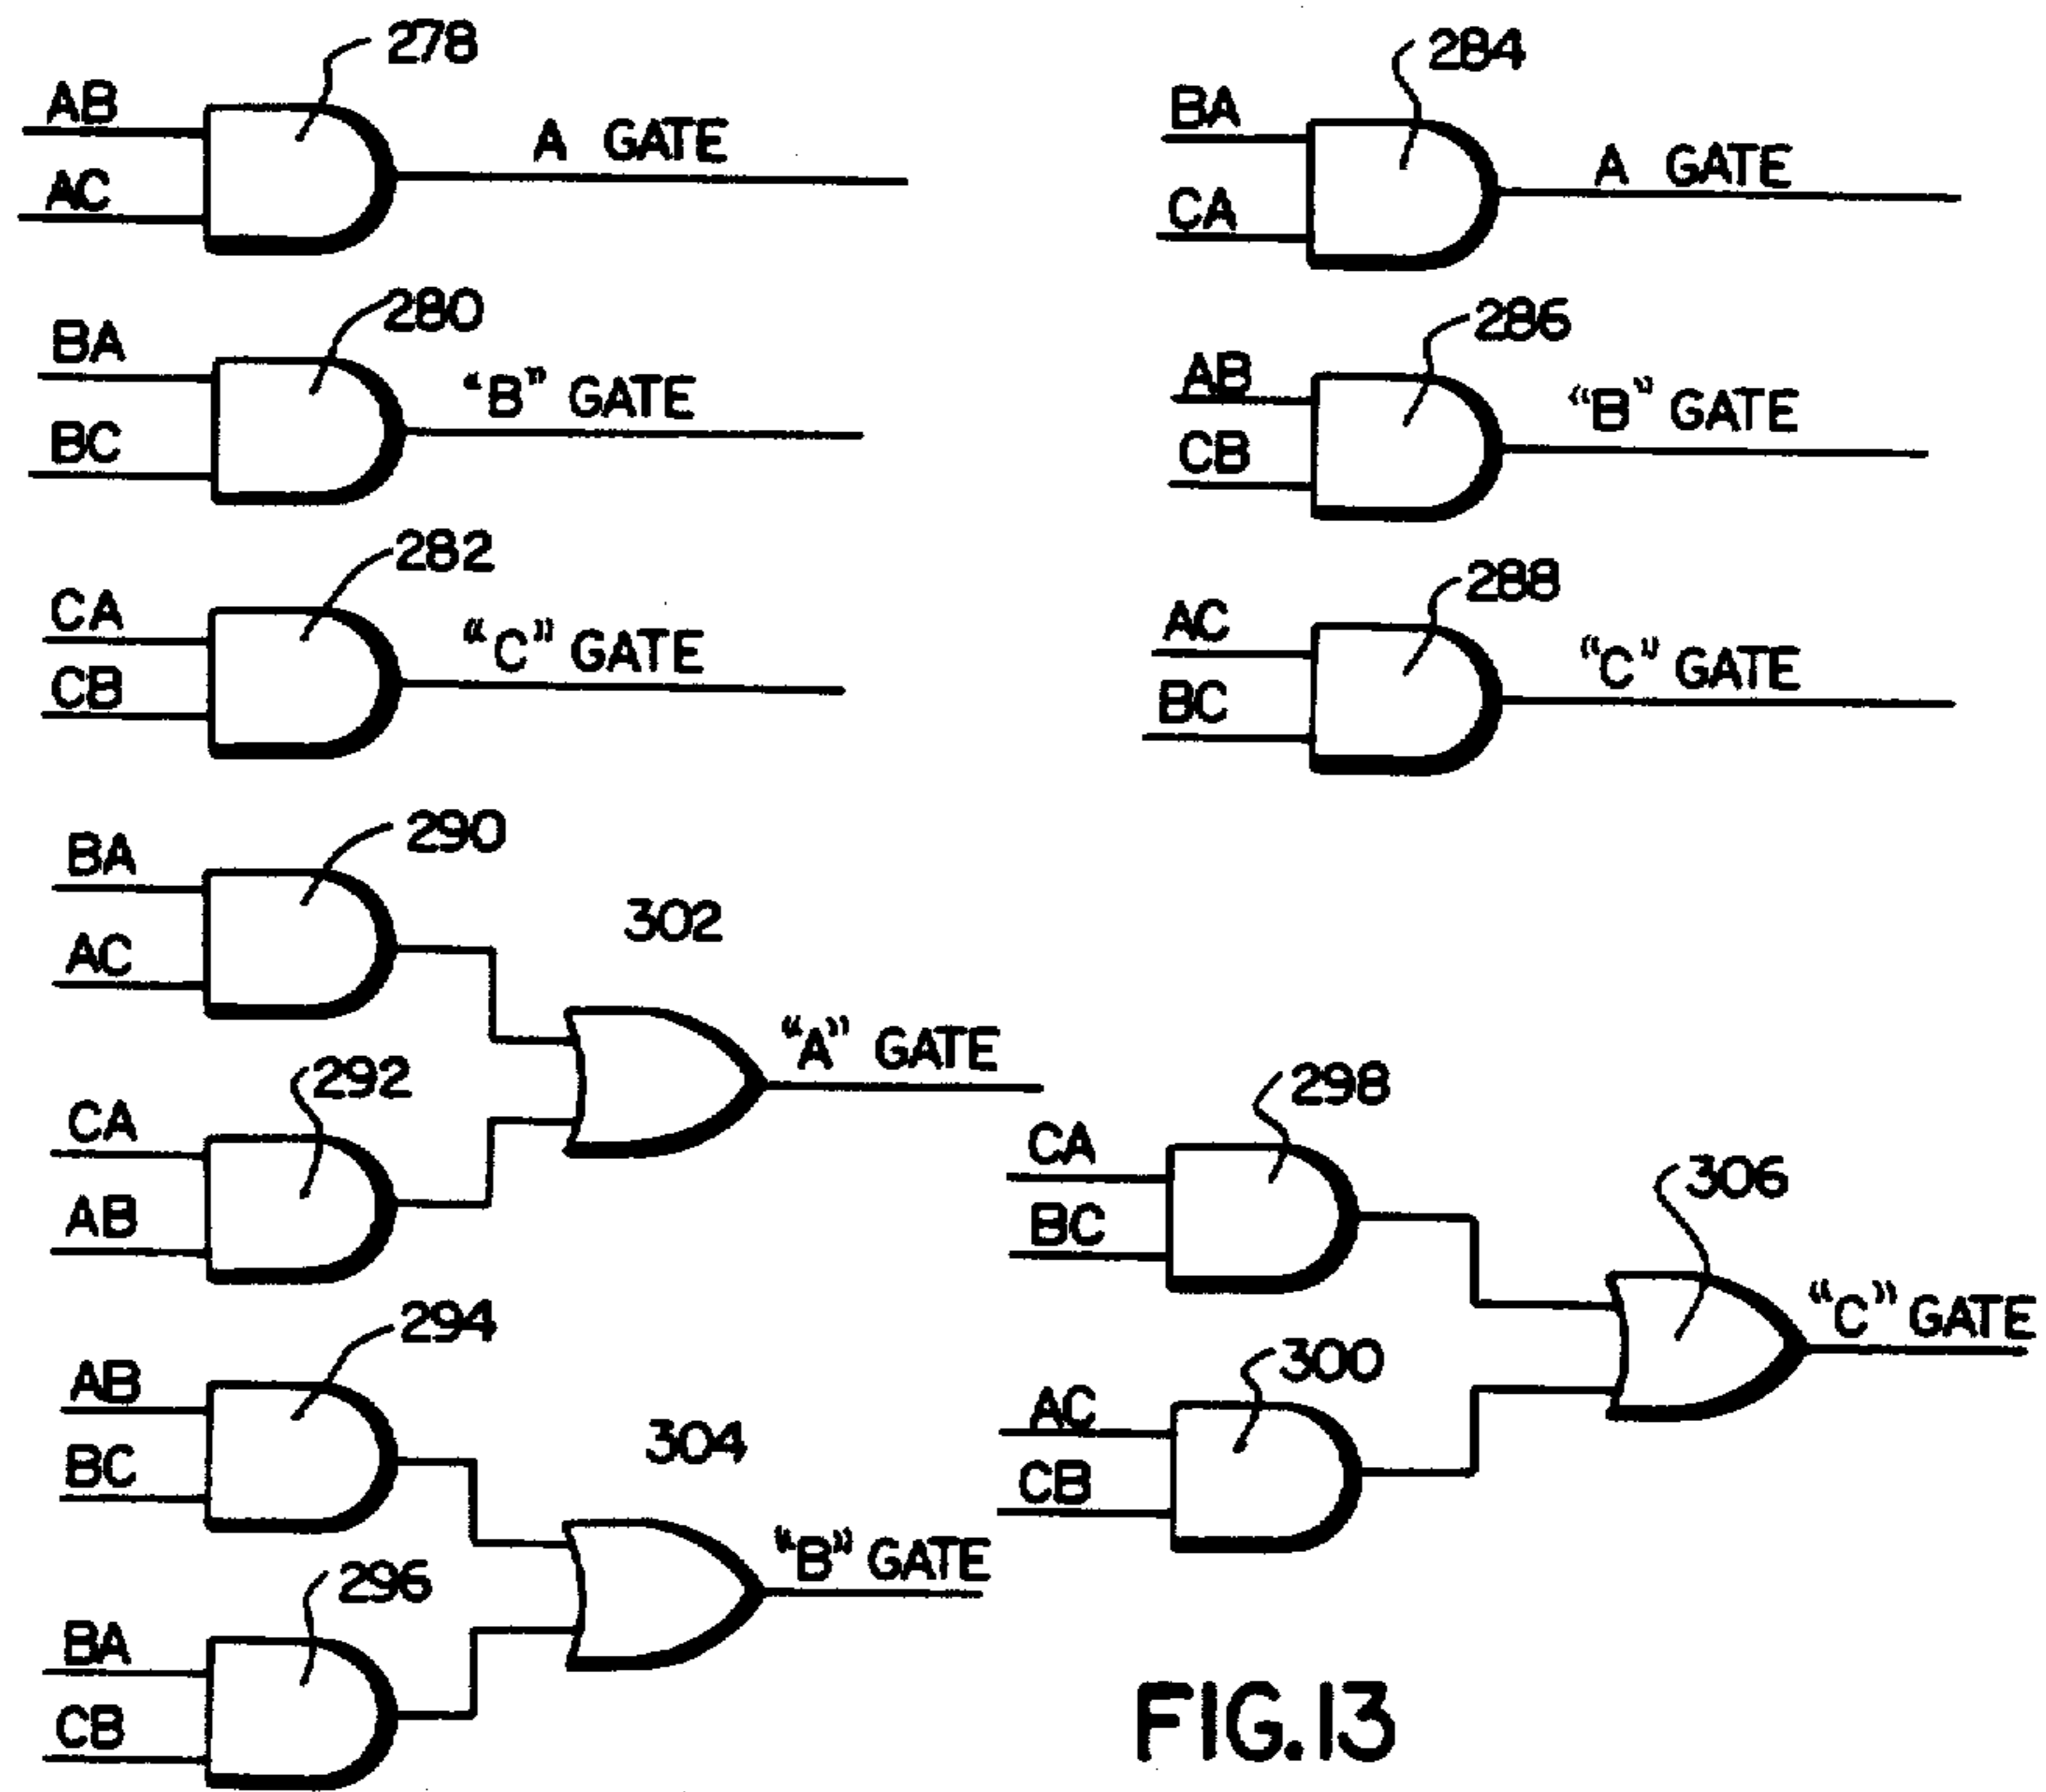 278
AB
AC
A GATE
280
BA
BC
“B” GATE
282
CA
CB
“C” GATE
284
BA
CA
A GATE
286
AB
CB
“B” GATE
288
AC
BC
“C” GATE
290
BA
AC
302
“A” GATE
292
CA
AB
294
AB
BC
304
“B” GATE
296
BA
CB
298
CA
BC
306
“C” GATE
300
AC
CB
FIG.13